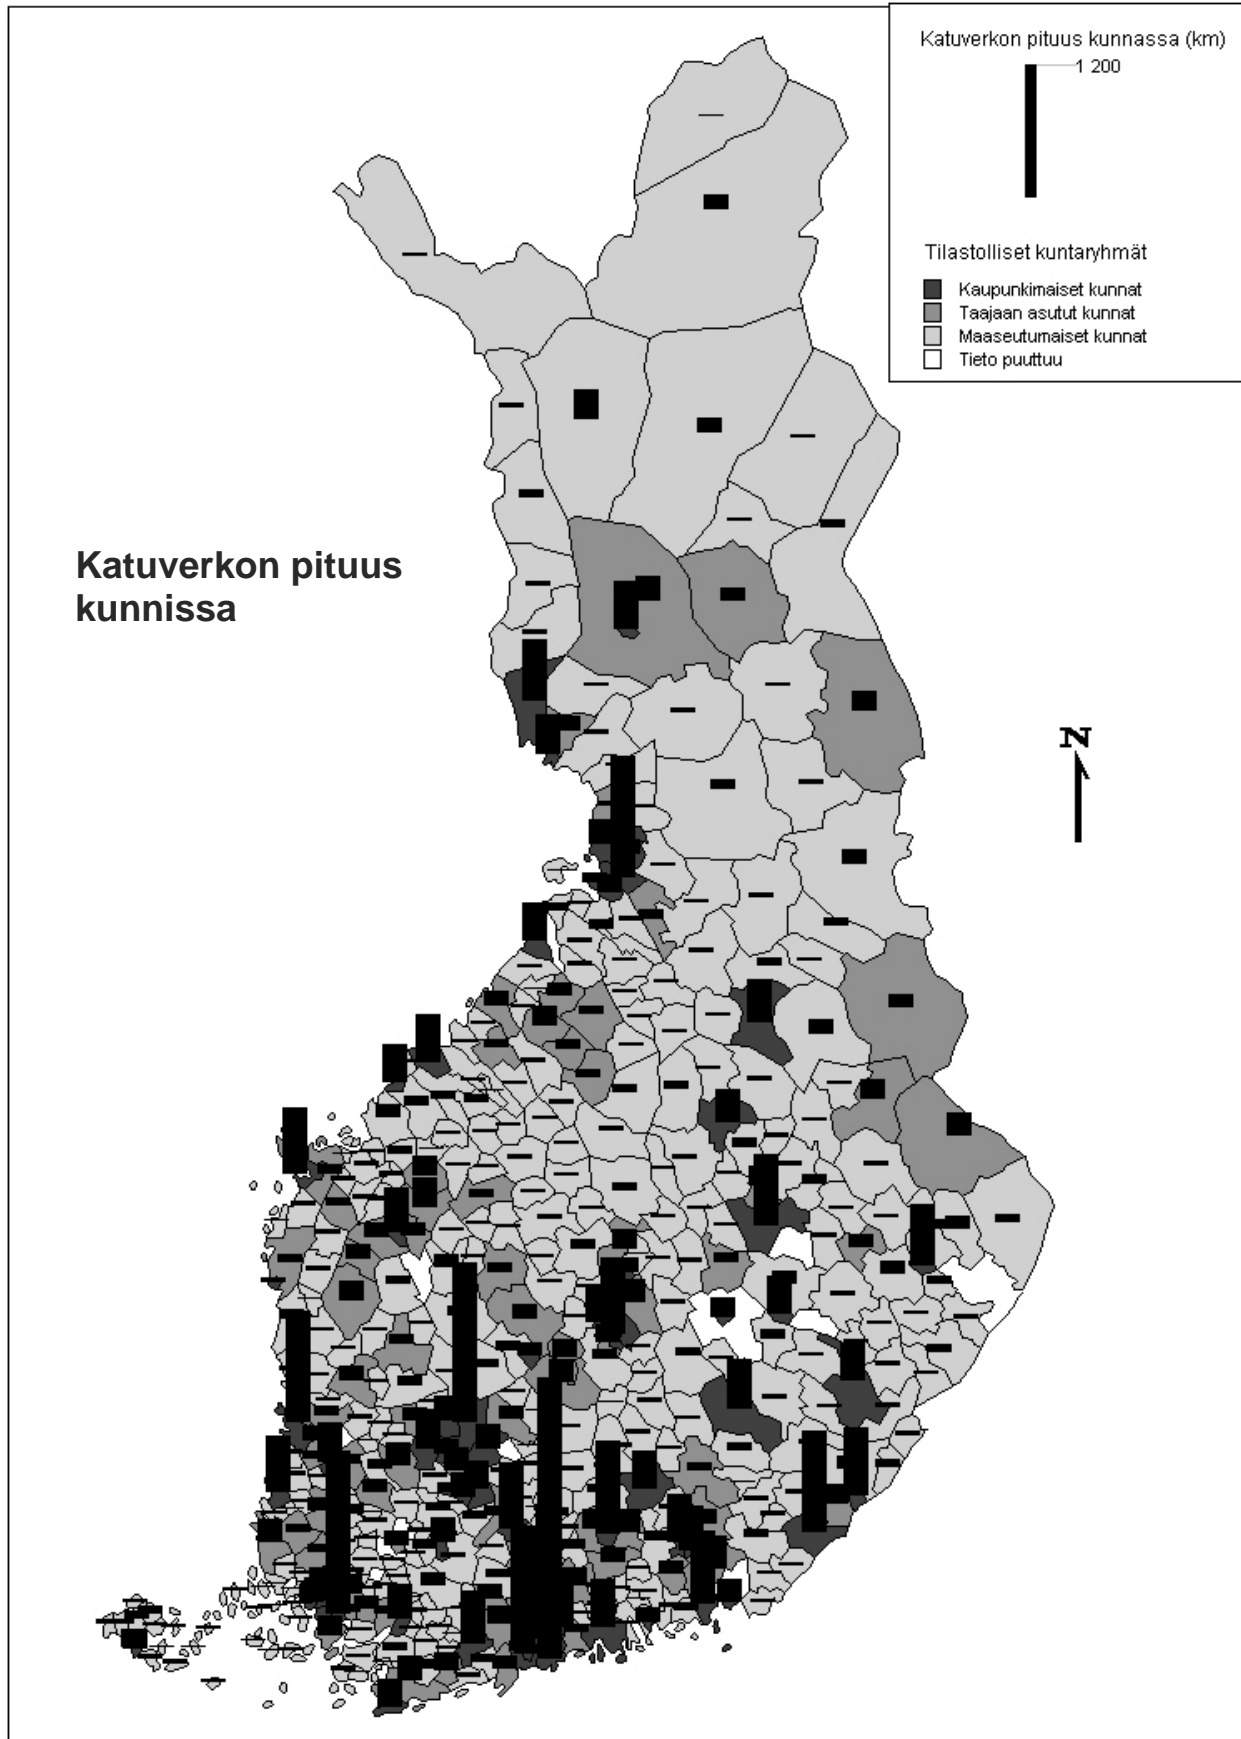 Katuverkon pituus kunnassa (km)
1 200
Tilastolliset kuntaryhmät
Kaupunkimaiset kunnat
Taajaan asutut kunnat
Maaseutumaiset kunnat
Tieto puuttuu
Katuverkon pituus
kunnissa
N